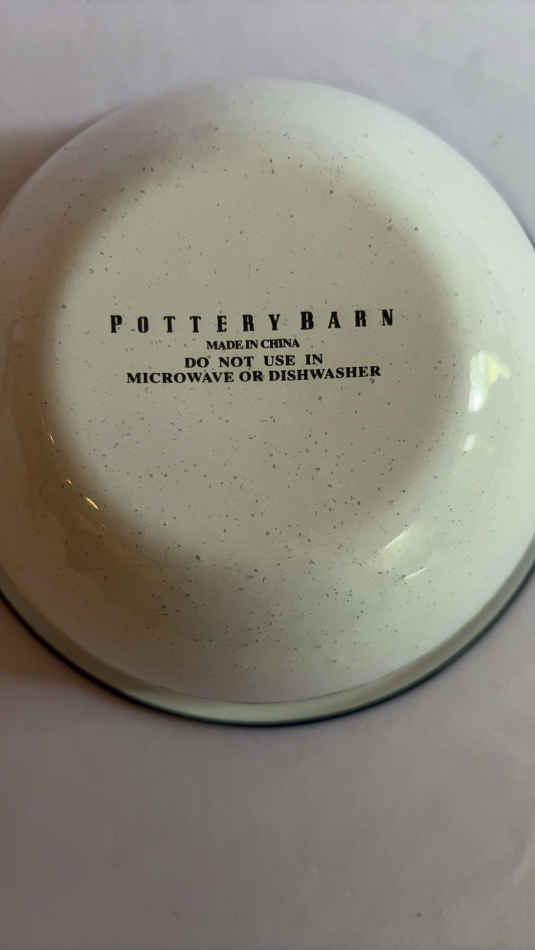 POTTERY BARN
MADE IN CHINA
DO NOT USE IN
MICROWAVE OR DISHWASHER